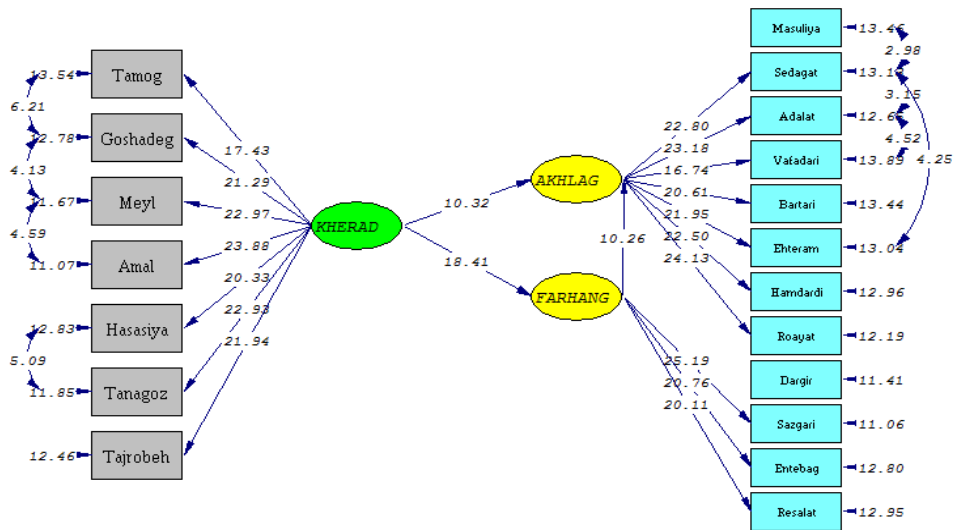 13.54
6.21
12.78
4.13
11.67
4.59
11.07
12.83
5.09
11.85
12.46
Tamog
Goshadeg
Meyl
Amal
Hasasiya
Tanagoz
Tajrobeh
17.43
21.29
22.97
23.88
20.33
22.93
21.94
KHERAD
10.32
18.41
AKHLAG
10.26
FARHANG
22.80
23.18
16.74
20.61
21.95
22.50
24.13
25.19
20.76
20.11
Masuliya
Sedagat
Adalat
Vafadari
Bartari
Ehteram
Hamdardi
Roayat
Dargir
Sazgari
Entebag
Resalat
13.46
2.98
3.15
4.52
13.89
4.25
13.44
13.04
12.96
12.19
11.41
11.06
12.80
12.95